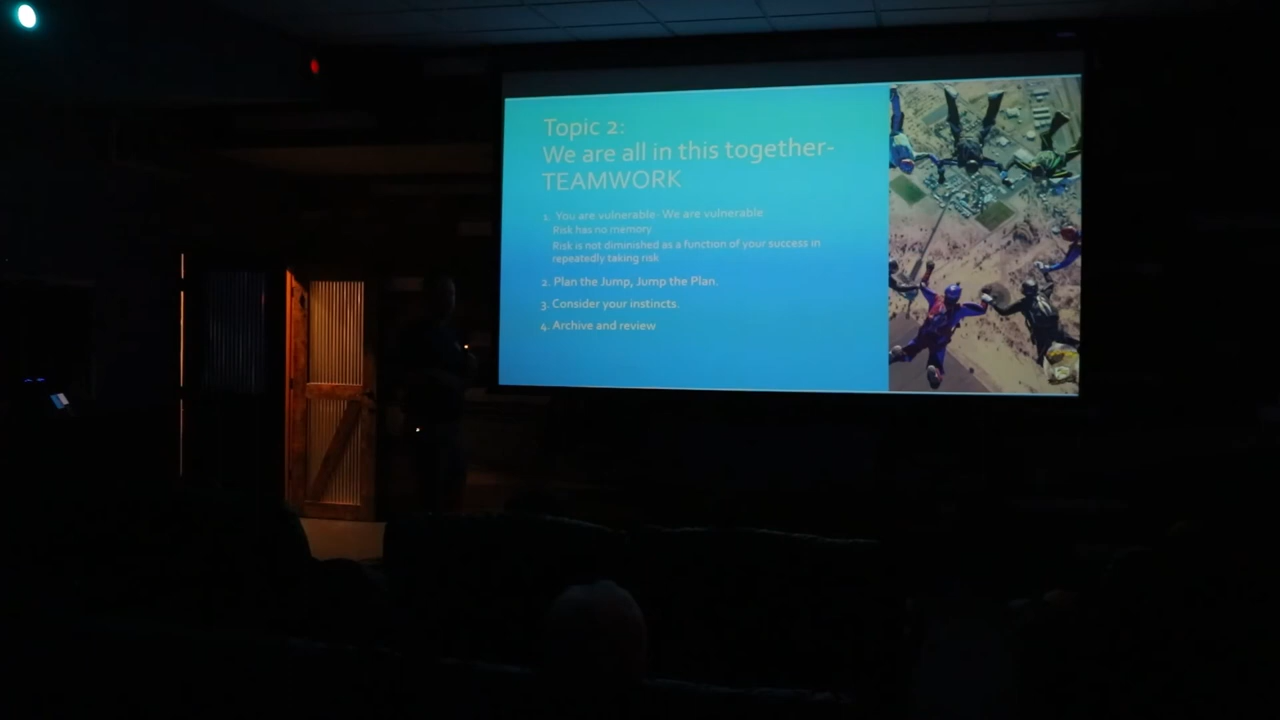 Topic 2:
We are all in this together-
TEAMWORK
1. You are vulnerable- We are vulnerable
Risk has no memory
Risk is not diminished as a function of your success in
repeatedly taking risk
2. Plan the Jump, Jump the Plan.
3. Consider your instincts.
4. Archive and review